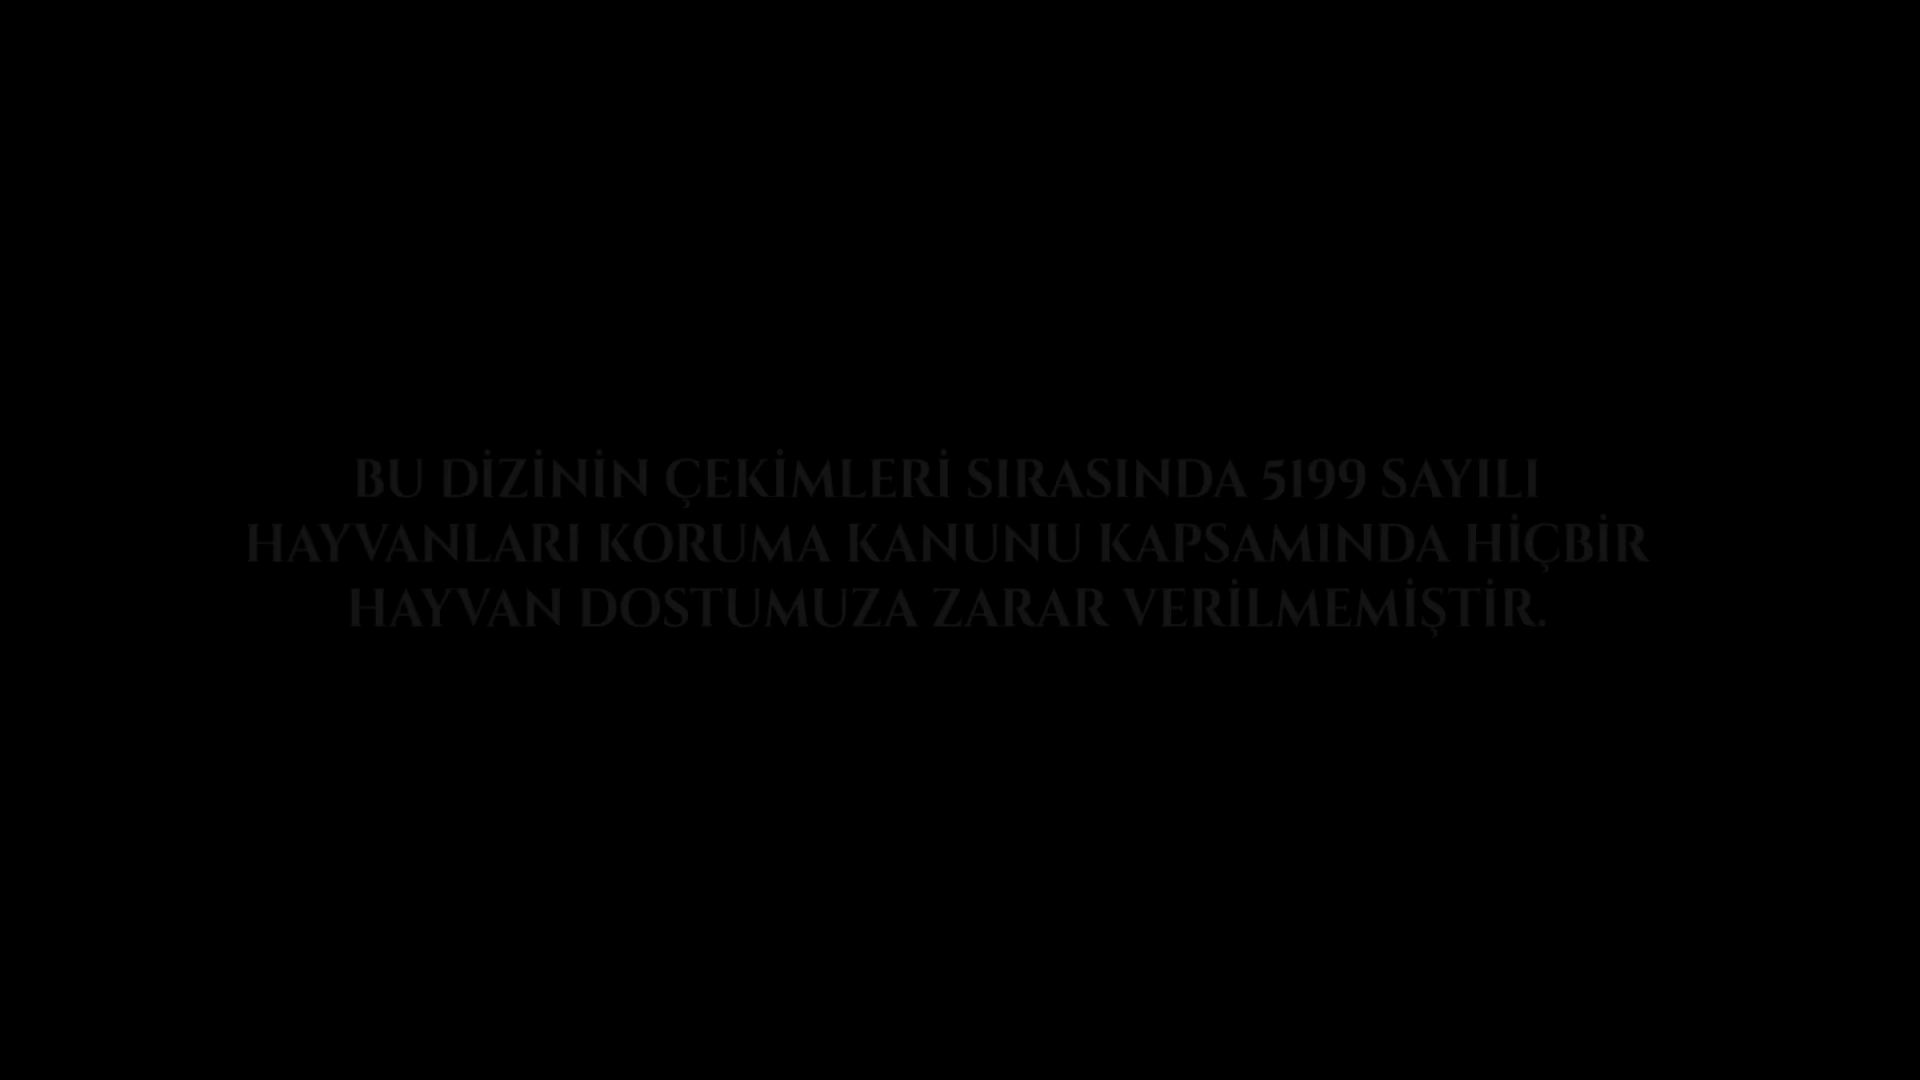 BU DİZİNİN ÇEKİMLERİ SIRASINDA 5199 SAYILI
HAYVANLARI KORUMA KANUNU KAPSAMINDA HİÇBİR
HAYVAN DOSTUMUZA ZARAR VERİLMEMİŞTİR.